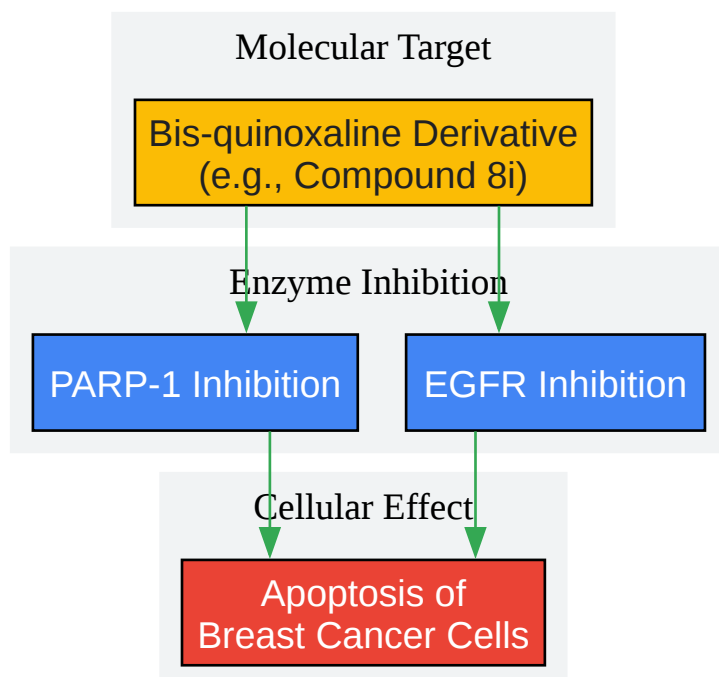 Molecular Target
Bis-quinoxaline Derivative
(e.g., Compound 8i)
Enzyme Inhibition
PARP-1 Inhibition
EGFR Inhibition
Cellular Effect
Apoptosis of
Breast Cancer Cells